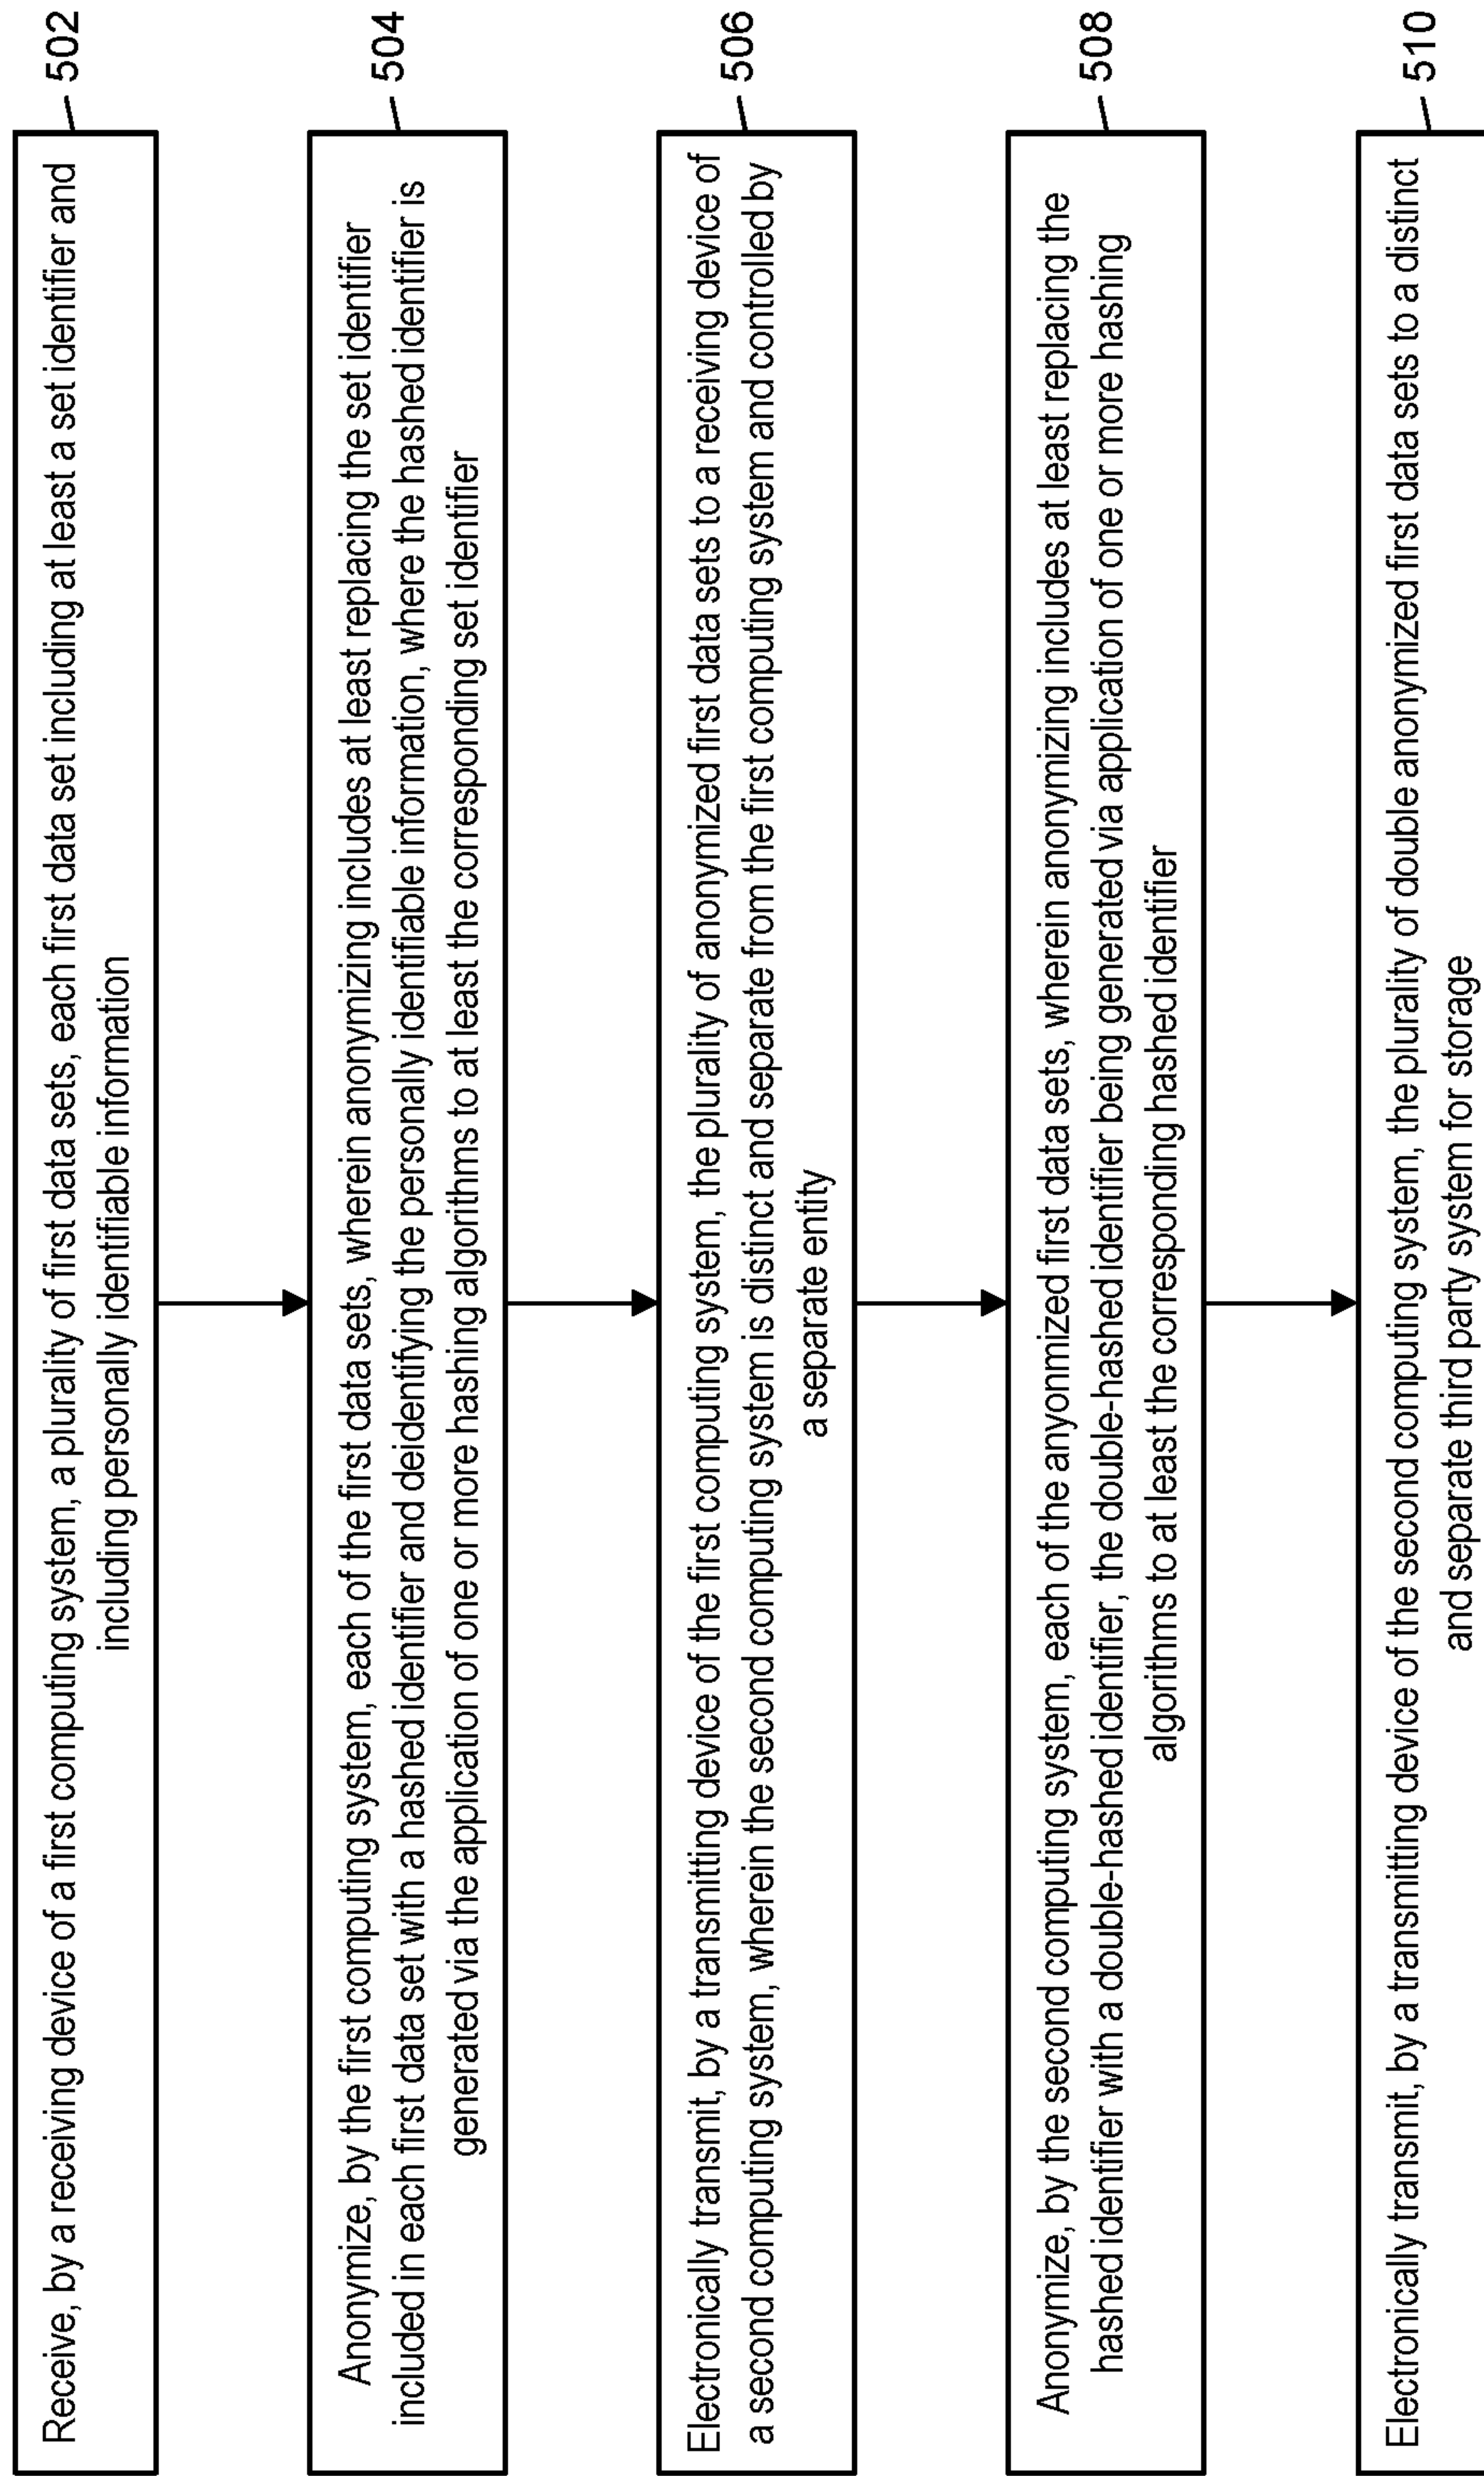 Receive, by a receiving device of a first computing system, a plurality of first data sets, each first data set including at least a set identifier and
including personally identifiable information
502
Anonymize, by the first computing system, each of the first data sets, wherein anonymizing includes at least replacing the set identifier
included in each first data set with a hashed identifier and deidentifying the personally identifiable information, where the hashed identifier is
generated via the application of one or more hashing algorithms to at least the corresponding set identifier
504
Electronically transmit, by a transmitting device of the first computing system, the plurality of anonymized first data sets to a receiving device of
a second computing system, wherein the second computing system is distinct and separate from the first computing system and controlled by
a separate entity
506
Anonymize, by the second computing system, each of the anyonmized first data sets, wherein anonymizing includes at least replacing the
hashed identifier with a double-hashed identifier, the double-hashed identifier being generated via application of one or more hashing
algorithms to at least the corresponding hashed identifier
508
Electronically transmit, by a transmitting device of the second computing system, the plurality of double anonymized first data sets to a distinct
and separate third party system for storage
510